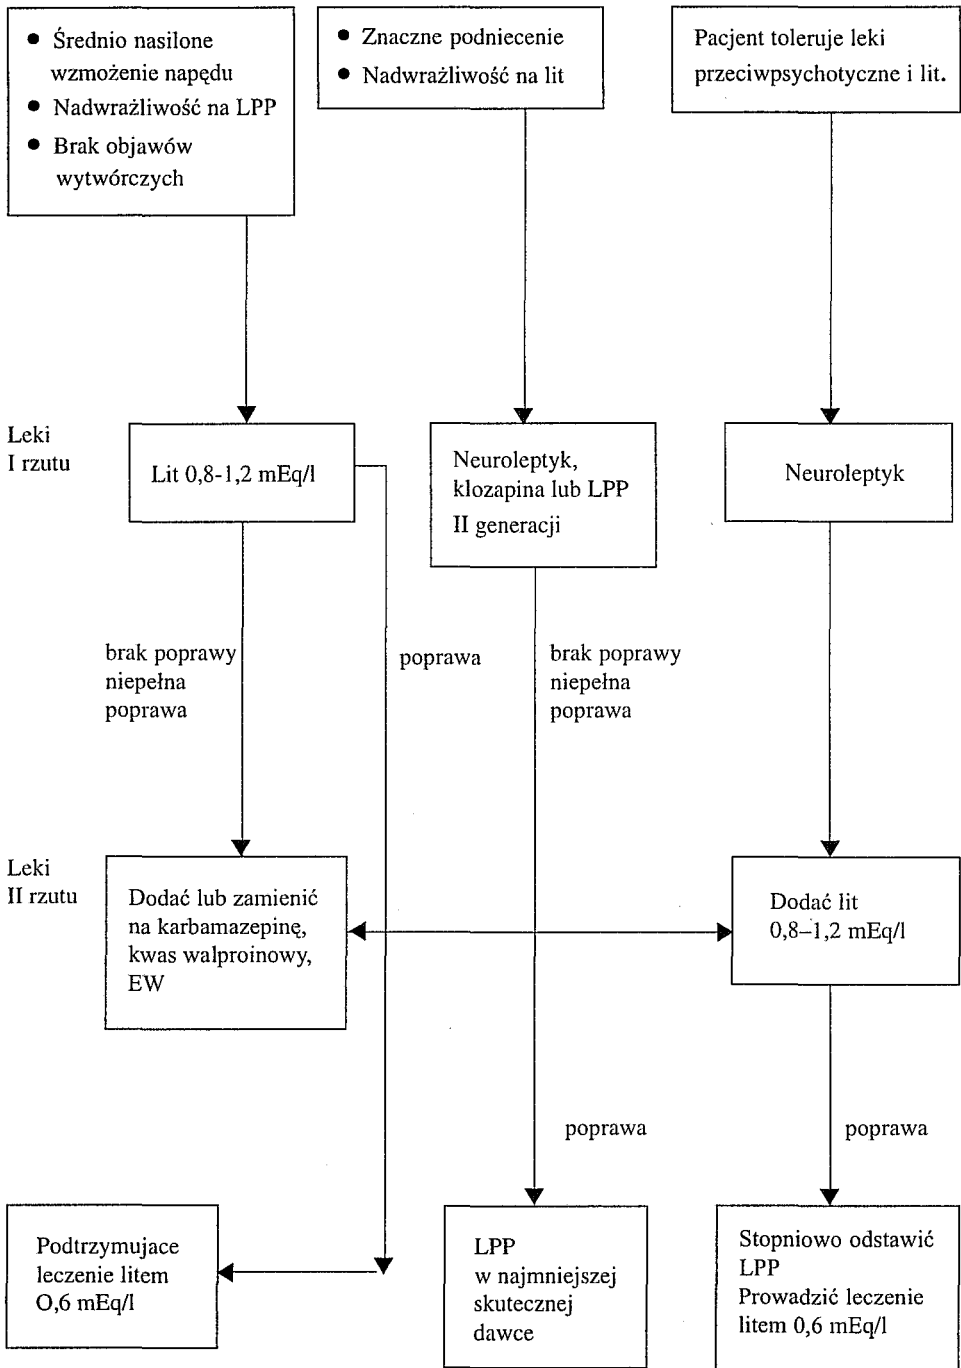 ● Średnio nasilone
wzmożenie napędu
● Nadwrażliwość na LPP
● Brak objawów
wytwórczych
● Znaczne podniecenie
● Nadwrażliwość na lit
Pacjent toleruje leki
przeciwpsychotyczne i lit.
Leki
I rzutu
Lit 0,8-1,2 mEq/l
Neuroleptyk,
klozapina lub LPP
II generacji
Neuroleptyk
brak poprawy
niepełna
poprawa
poprawa
brak poprawy
niepełna
poprawa
Leki
II rzutu
Dodać lub zamienić
na karbamazepinę,
kwas walproinowy,
EW
Dodać lit
0,8–1,2 mEq/l
poprawa
poprawa
Podtrzymujace
leczenie litem
O,6 mEq/l
LPP
w najmniejszej
skutecznej
dawce
Stopniowo odstawić
LPP
Prowadzić leczenie
litem 0,6 mEq/l